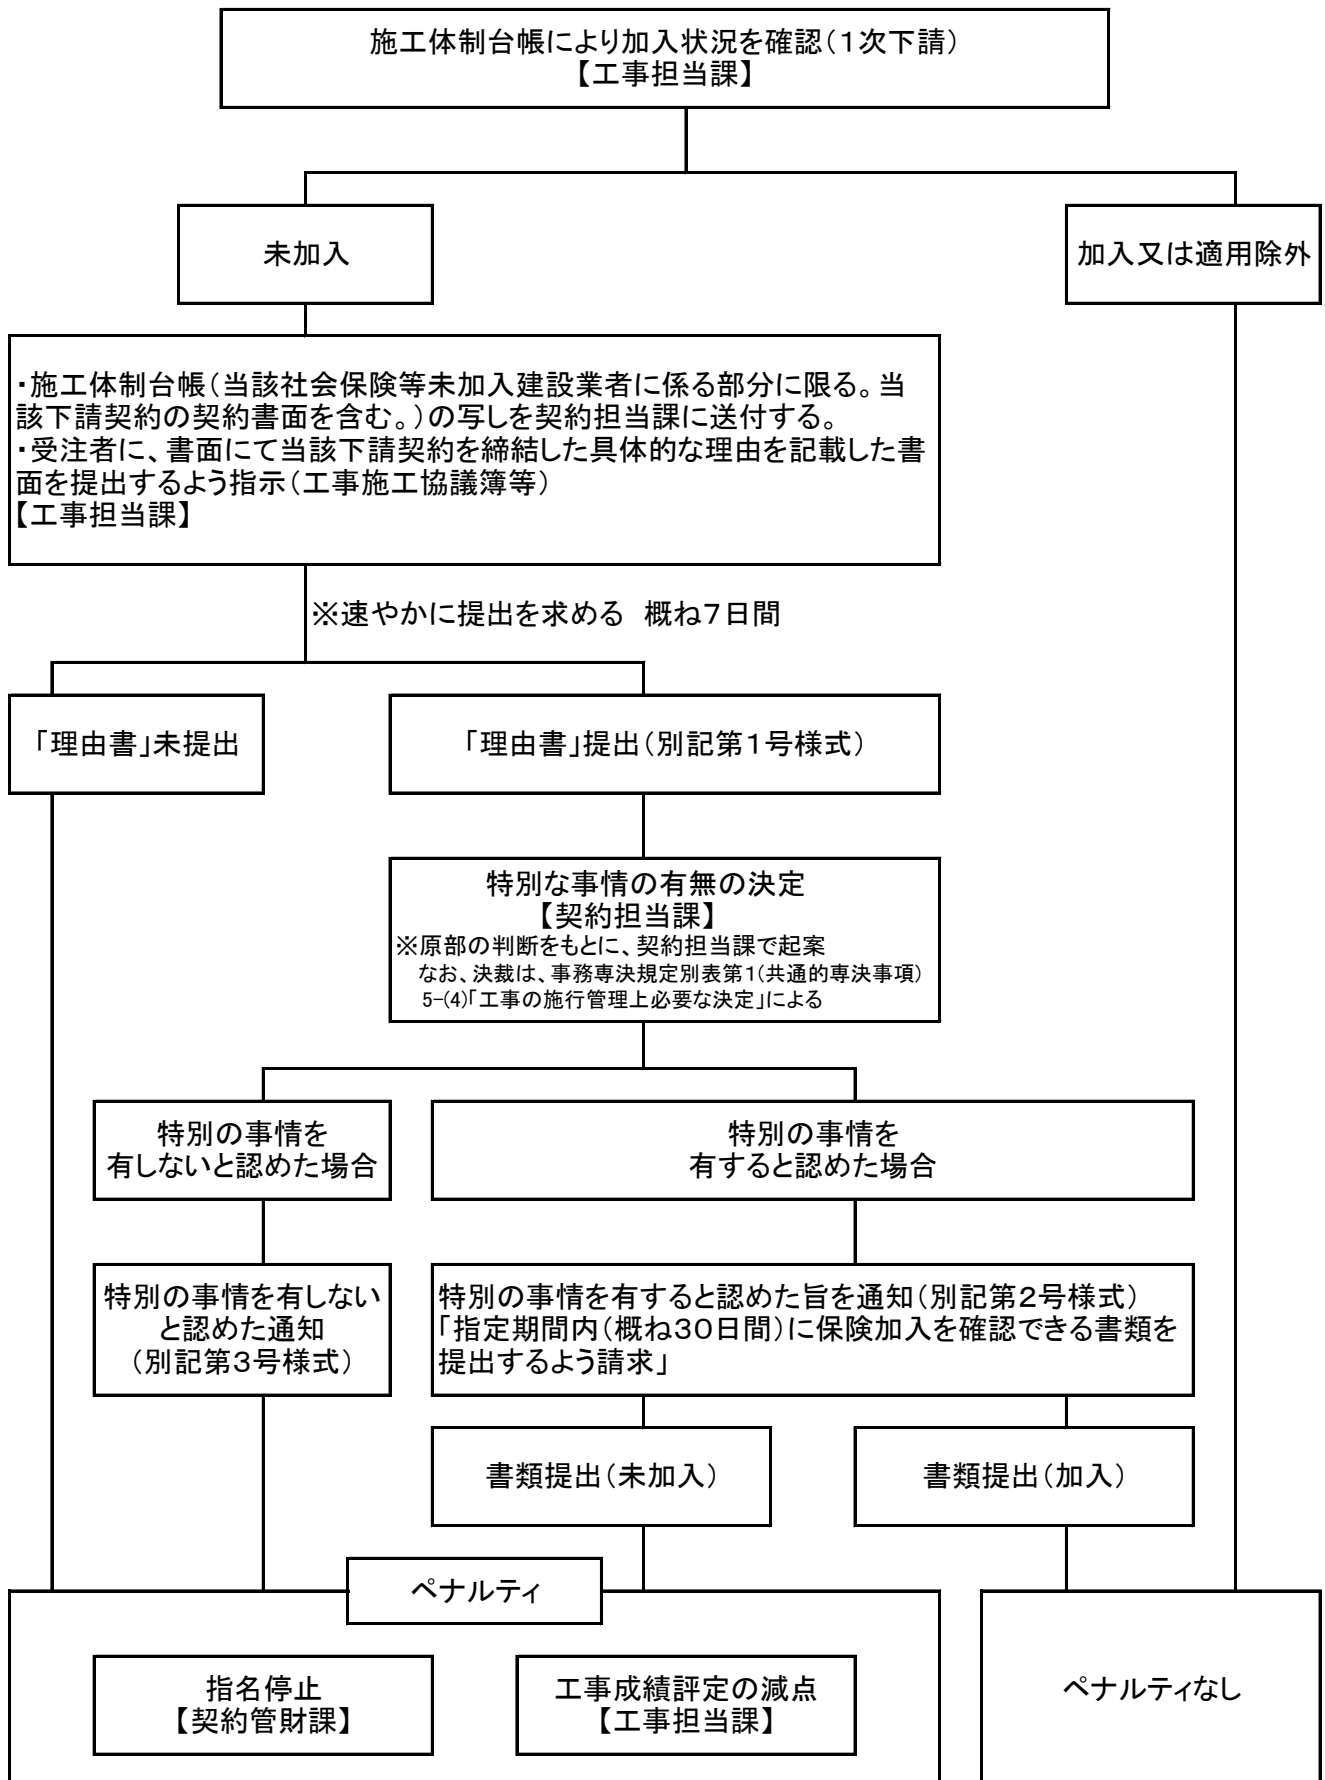 施工体制台帳により加入状況を確認（1次下請）
【工事担当課】
未加入
加入又は適用除外
・施工体制台帳（当該社会保険等未加入建設業者に係る部分に限る。当
該下請契約の契約書面を含む。）の写しを契約担当課に送付する。
・受注者に、書面にて当該下請契約を締結した具体的な理由を記載した書
面を提出するよう指示（工事施工協議簿等）
【工事担当課】
※速やかに提出を求める　概ね7日間
「理由書」未提出
「理由書」提出（別記第1号様式）
特別な事情の有無の決定
【契約担当課】
※原部の判断をもとに、契約担当課で起案
なお、決裁は、事務専決規定別表第1（共通的専決事項）
5-(4)「工事の施行管理上必要な決定」による
特別の事情を
有しないと認めた場合
特別の事情を
有すると認めた場合
特別の事情を有しない
と認めた通知
（別記第3号様式）
特別の事情を有すると認めた旨を通知（別記第2号様式）
「指定期間内（概ね30日間）に保険加入を確認できる書類を
提出するよう請求」
書類提出（未加入）
書類提出（加入）
ペナルティ
指名停止
【契約管財課】
工事成績評定の減点
【工事担当課】
ペナルティなし